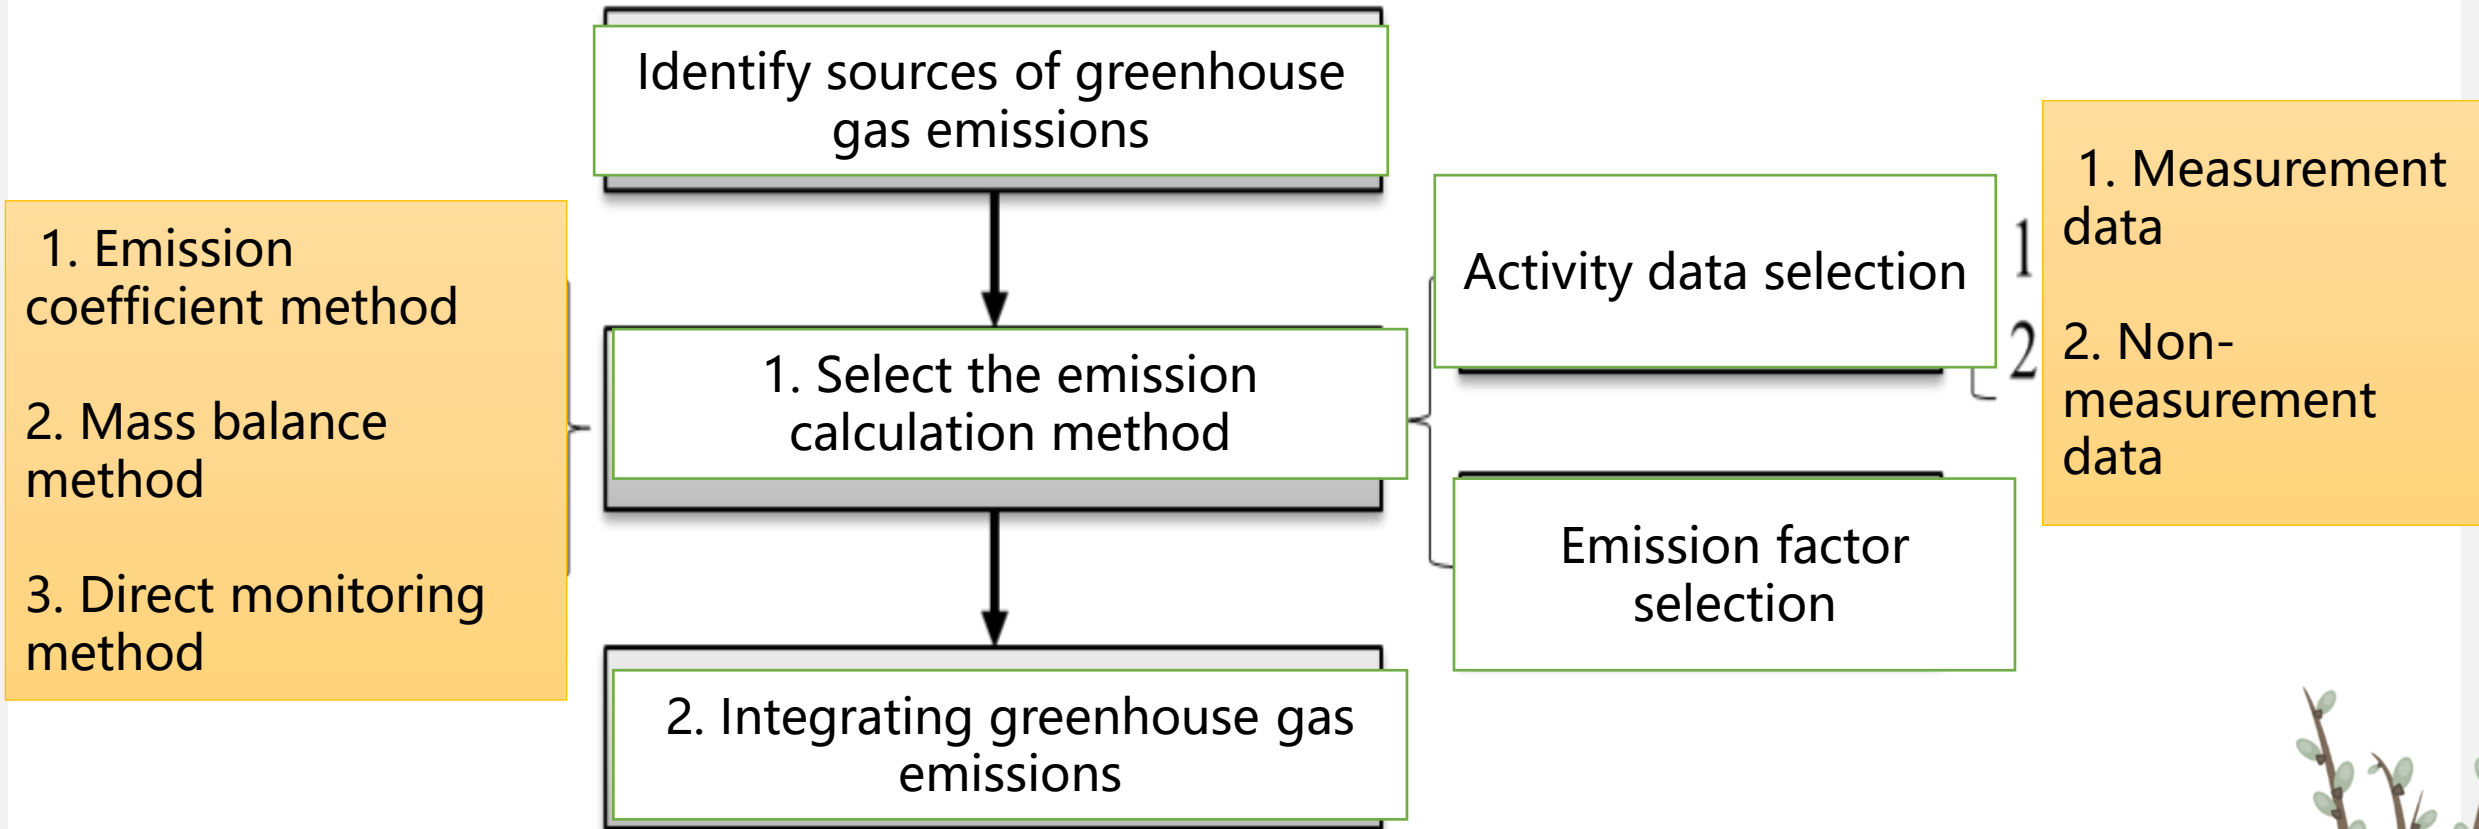 Identify sources of greenhouse
gas emissions
1. Emission
coefficient method
2. Mass balance
method
3. Direct monitoring
method
1. Select the emission
calculation method
Activity data selection
1
2
1. Measurement
data
2. Non-
measurement
data
Emission factor
selection
2. Integrating greenhouse gas
emissions